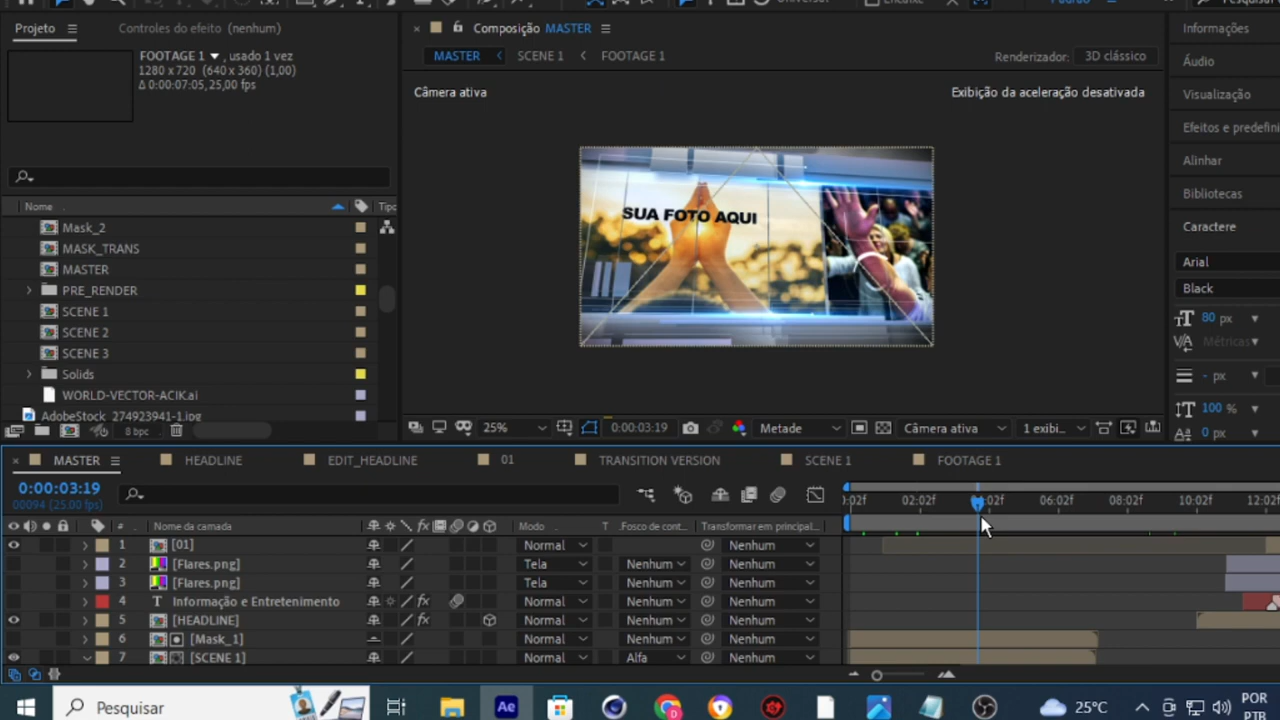 Projeto
Controles do efeito (nenhum)
Composição MASTER
Informações
MASTER
SCENE 1
FOOTAGE 1
Renderizador:
3D clássico
FOOTAGE 1 , usado 1 vez
1280 x 720 (640 x 360) (1,00)
Δ 0:00:07:05, 25,00 fps
Áudio
Câmera ativa
Exibição da aceleração desativada
Visualização
Efeitos e predefini
Alinhar
Bibliotecas
Caractere
Nome
Tipo
Mask_2
MASK_TRANS
MASTER
PRE_RENDER
SCENE 1
SCENE 2
SCENE 3
Solids
WORLD-VECTOR-ACIK.ai
AdobeStock_274923941-1.jpg
8 bpc
SUA FOTO AQUI
Arial
Black
80 px
Métricas
- px
100 %
0 px
25%
0:00:03:19
Metade
Câmera ativa
1 exibi...
MASTER
HEADLINE
EDIT_HEADLINE
01
TRANSITION VERSION
SCENE 1
FOOTAGE 1
0:00:03:19
00094 (25.00 fps)
02:02f
06:02f
08:02f
10:02f
12:02f
#
Nome da camada
Modo
T
Fosco de cont...
Transformar em principal...
1 [01] Normal Nenhum
2 [Flares.png] Tela Nenhum Nenhum
3 [Flares.png] Tela Nenhum Nenhum
4 T Informação e Entretenimento Normal Nenhum Nenhum
5 [HEADLINE] Normal Nenhum Nenhum
6 [Mask_1] Normal Nenhum Nenhum
7 [SCENE 1] Normal Alfa Nenhum
Pesquisar
Ae
25°C
POR
PTB